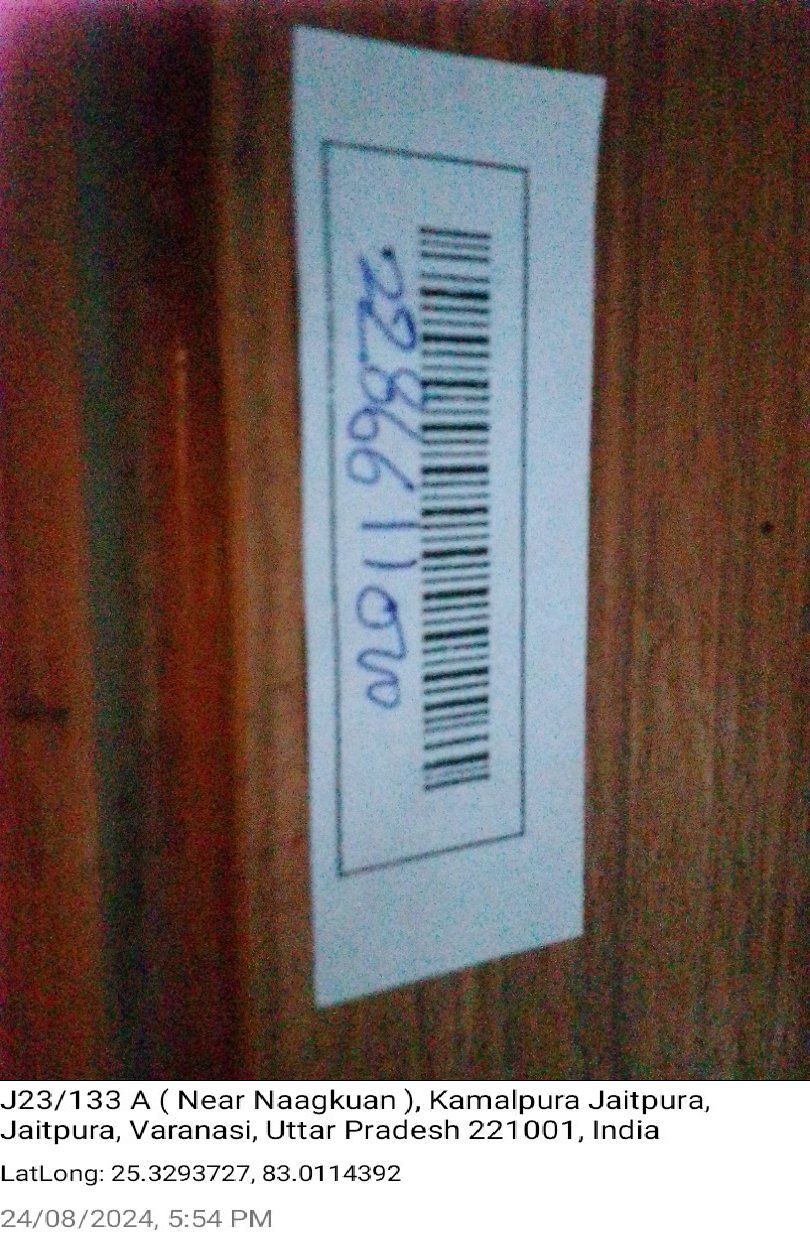 228661103
J23/133 A ( Near Naagkuan ), Kamalpura Jaitpura,
Jaitpura, Varanasi, Uttar Pradesh 221001, India
LatLong: 25.3293727, 83.0114392
24/08/2024, 5:54 PM